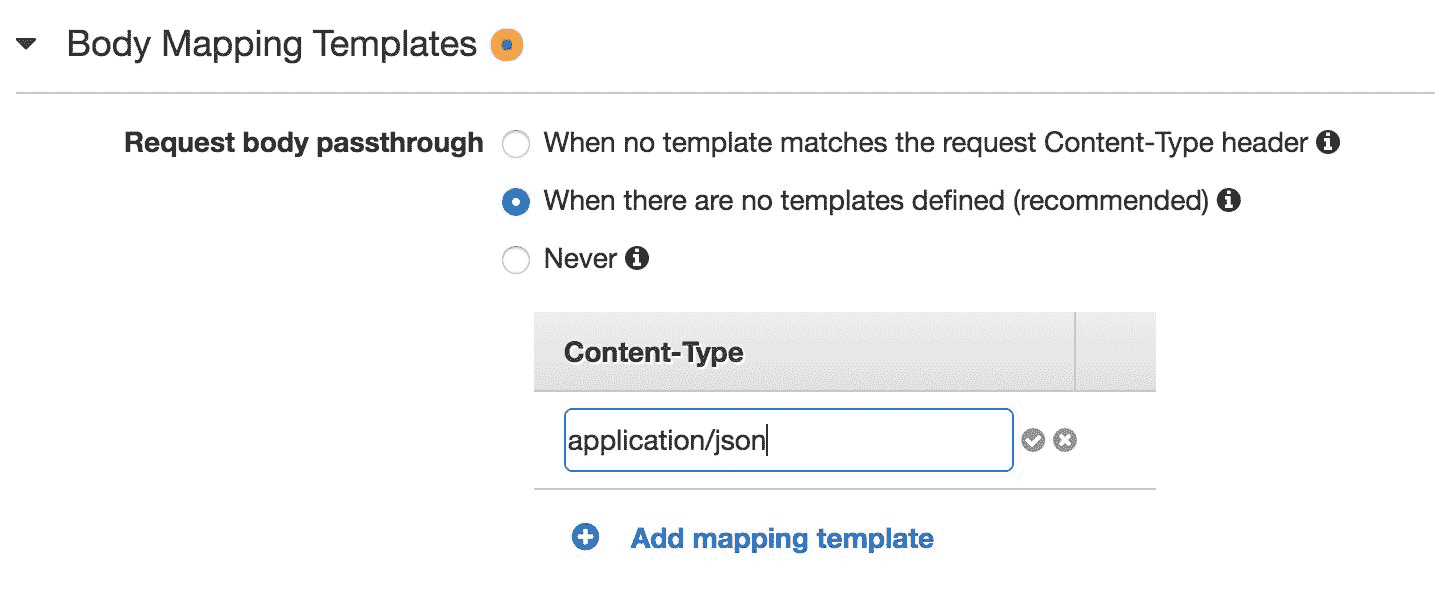 Body Mapping Templates
Request body passthrough
When no template matches the request Content-Type header
When there are no templates defined (recommended)
Never
Content-Type
application/json
Add mapping template